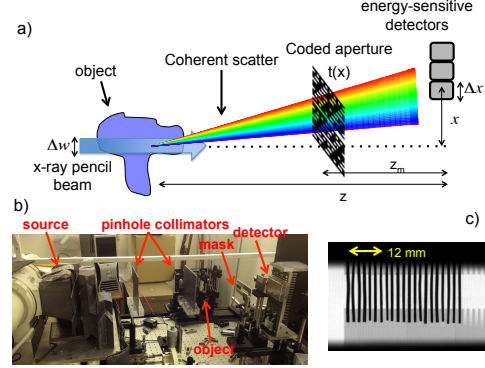 energy-sensitive
detectors
a)
Coded aperture
t(x)
Coherent scatter
object
Δx
x
Δw
x-ray pencil
beam
z_m
z
b)
source
pinhole collimators
detector
mask
object
c)
12 mm